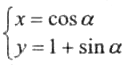 x = cos α
y = 1 + sin α